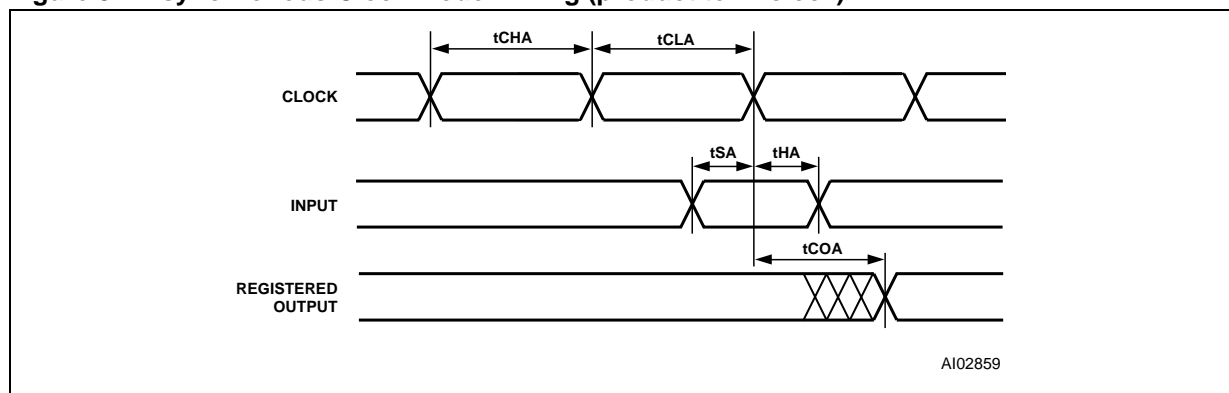 tCHA tCLA
CLOCK
tSA tHA
INPUT
tCOA
REGISTERED
OUTPUT
AI02859